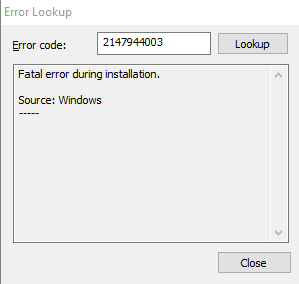 Error Lookup
Error code: 2147944003 Lookup
Fatal error during installation.
Source: Windows
-----
Close